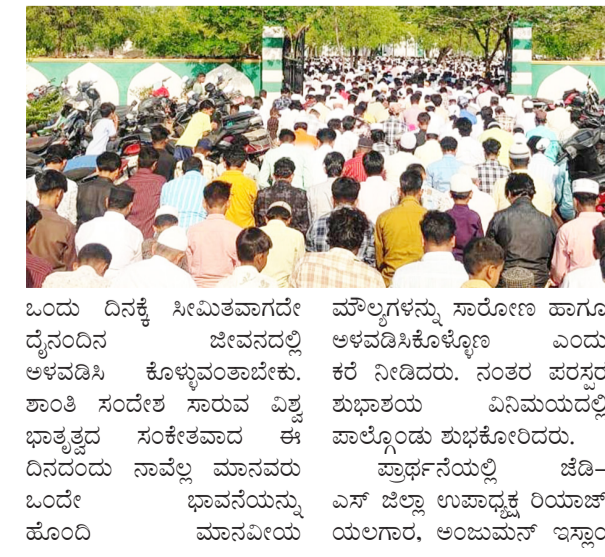 ಒಂದು ದಿನಕ್ಕೆ ಸೀಮಿತವಾಗದೇ
ದೈನಂದಿನ ಜೀವನದಲ್ಲಿ
ಅಳವಡಿಸಿ ಕೊಳ್ಳುವಂತಾಬೇಕು.
ಶಾಂತಿ ಸಂದೇಶ ಸಾರುವ ವಿಶ್ವ
ಭಾತೃತ್ವದ ಸಂಕೇತವಾದ ಈ
ದಿನದಂದು ನಾವೆಲ್ಲ ಮಾನವರು
ಒಂದೇ ಭಾವನೆಯನ್ನು
ಹೊಂದಿ ಮಾನವೀಯ
ಮೌಲ್ಯಗಳನ್ನು ಸಾರೋಣ ಹಾಗೂ
ಅಳವಡಿಸಿಕೊಳ್ಳೋಣ ಎಂದು
ಕರೆ ನೀಡಿದರು. ನಂತರ ಪರಸ್ಪರ
ಶುಭಾಶಯ ವಿನಿಮಯದಲ್ಲಿ
ಪಾಲ್ಗೊಂಡು ಶುಭಕೋರಿದರು.
ಪ್ರಾರ್ಥನೆಯಲ್ಲಿ ಜೆಡಿ–
ಎಸ್ ಜಿಲ್ಲಾ ಉಪಾಧ್ಯಕ್ಷ ರಿಯಾಜ್
ಯಲಗಾರ, ಅಂಜುಮನ್ ಇಸ್ಲಾಂ